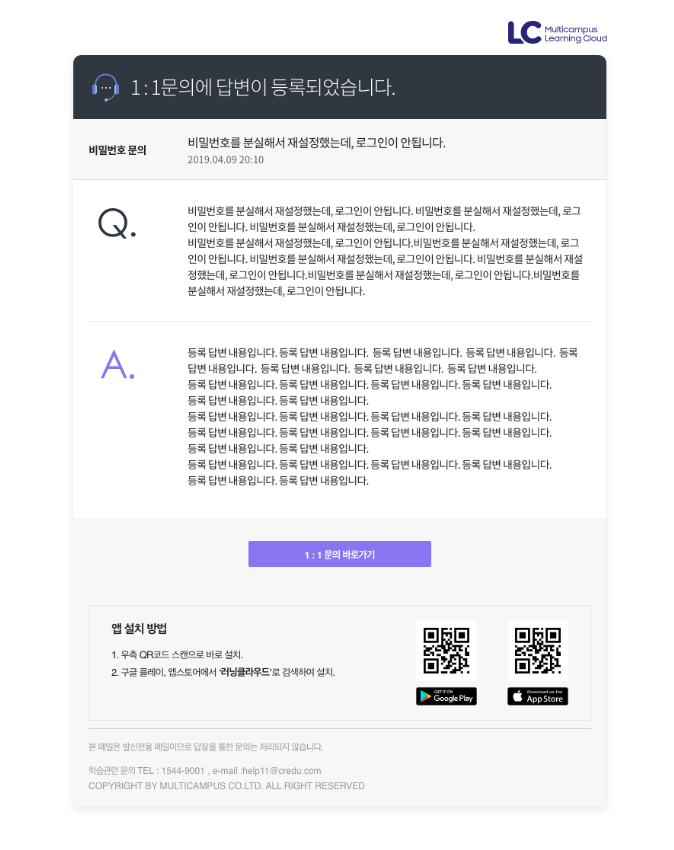 LC Multicampus
Learning Cloud
1 : 1문의에 답변이 등록되었습니다.
비밀번호 문의
비밀번호를 분실해서 재설정했는데, 로그인이 안됩니다.
2019.04.09 20:10
Q.
비밀번호를 분실해서 재설정했는데, 로그인이 안됩니다. 비밀번호를 분실해서 재설정했는데, 로그
인이 안됩니다. 비밀번호를 분실해서 재설정했는데, 로그인이 안됩니다.
비밀번호를 분실해서 재설정했는데, 로그인이 안됩니다.비밀번호를 분실해서 재설정했는데, 로그
인이 안됩니다. 비밀번호를 분실해서 재설정했는데, 로그인이 안됩니다. 비밀번호를 분실해서 재설
정했는데, 로그인이 안됩니다.비밀번호를 분실해서 재설정했는데, 로그인이 안됩니다.비밀번호를
분실해서 재설정했는데, 로그인이 안됩니다.
A.
등록 답변 내용입니다. 등록 답변 내용입니다. 등록 답변 내용입니다. 등록 답변 내용입니다. 등록
답변 내용입니다. 등록 답변 내용입니다. 등록 답변 내용입니다. 등록 답변 내용입니다.
등록 답변 내용입니다. 등록 답변 내용입니다. 등록 답변 내용입니다. 등록 답변 내용입니다.
등록 답변 내용입니다. 등록 답변 내용입니다.
등록 답변 내용입니다. 등록 답변 내용입니다. 등록 답변 내용입니다. 등록 답변 내용입니다.
등록 답변 내용입니다. 등록 답변 내용입니다. 등록 답변 내용입니다. 등록 답변 내용입니다.
등록 답변 내용입니다. 등록 답변 내용입니다.
등록 답변 내용입니다. 등록 답변 내용입니다. 등록 답변 내용입니다. 등록 답변 내용입니다.
등록 답변 내용입니다. 등록 답변 내용입니다.
1 : 1 문의 바로가기
앱 설치 방법
1. 우측 QR코드 스캔으로 바로 설치.
2. 구글 플레이, 앱스토어에서 '러닝클라우드'로 검색하여 설치.
GET IT ON
Google Play
Download on the
App Store
본 메일은 발신전용 메일이므로 답장을 통한 문의는 처리되지 않습니다.
학습관련 문의 TEL : 1544-9001 , e-mail :help11@credu.com
COPYRIGHT BY MULTICAMPUS CO.LTD. ALL RIGHT RESERVED